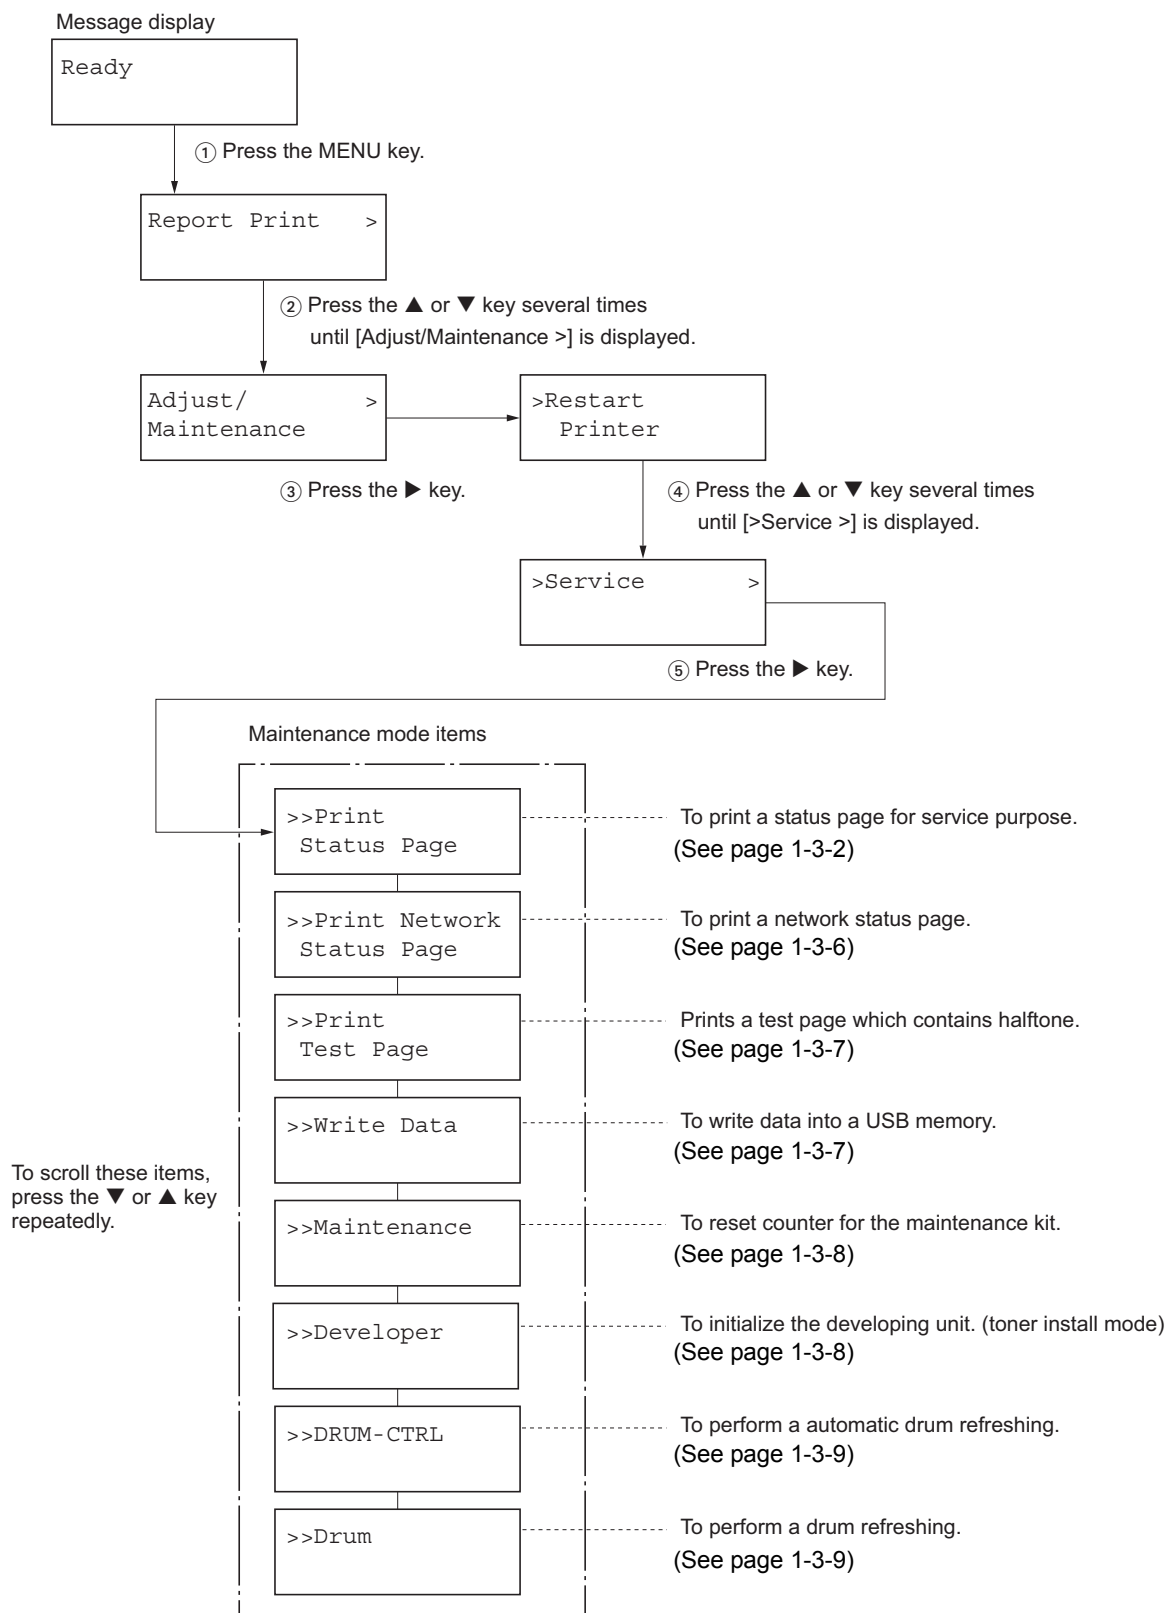 Message display
Ready
① Press the MENU key.
Report Print >
② Press the ▲ or ▼ key several times
until [Adjust/Maintenance >] is displayed.
Adjust/ >
Maintenance
>Restart
Printer
③ Press the ▶ key.
④ Press the ▲ or ▼ key several times
until [>Service >] is displayed.
>Service >
⑤ Press the ▶ key.
Maintenance mode items
>>Print
Status Page
To print a status page for service purpose.
(See page 1-3-2)
>>Print Network
Status Page
To print a network status page.
(See page 1-3-6)
>>Print
Test Page
Prints a test page which contains halftone.
(See page 1-3-7)
>>Write Data
To write data into a USB memory.
(See page 1-3-7)
To scroll these items,
press the ▼ or ▲ key
repeatedly.
>>Maintenance
To reset counter for the maintenance kit.
(See page 1-3-8)
>>Developer
To initialize the developing unit. (toner install mode)
(See page 1-3-8)
>>DRUM-CTRL
To perform a automatic drum refreshing.
(See page 1-3-9)
>>Drum
To perform a drum refreshing.
(See page 1-3-9)